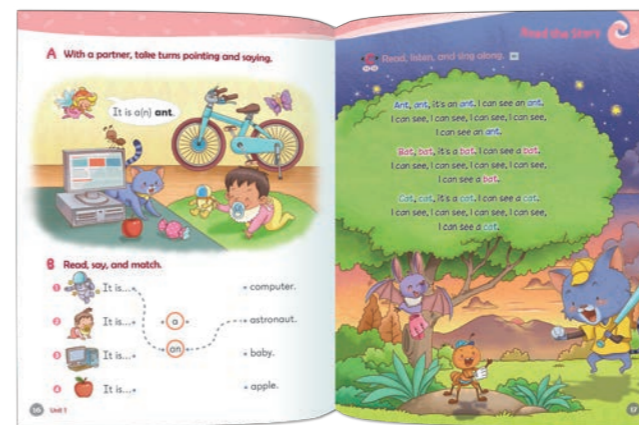 A With a partner, take turns pointing and saying.
It is a(n) ant.
B Read, say, and match.
1 It is...
a
computer.
2 It is...
astronaut.
3 It is...
an
baby.
4 It is...
apple.
16 Unit 1
Read the Story
Read, listen, and sing along.
Ant, ant, it's an ant. I can see an ant.
I can see, I can see, I can see, I can see,
I can see an ant.
Bat, bat, it's a bat. I can see a bat.
I can see, I can see, I can see, I can see,
I can see a bat.
Cat, cat, it's a cat. I can see a cat.
I can see, I can see, I can see, I can see,
I can see a cat.
17